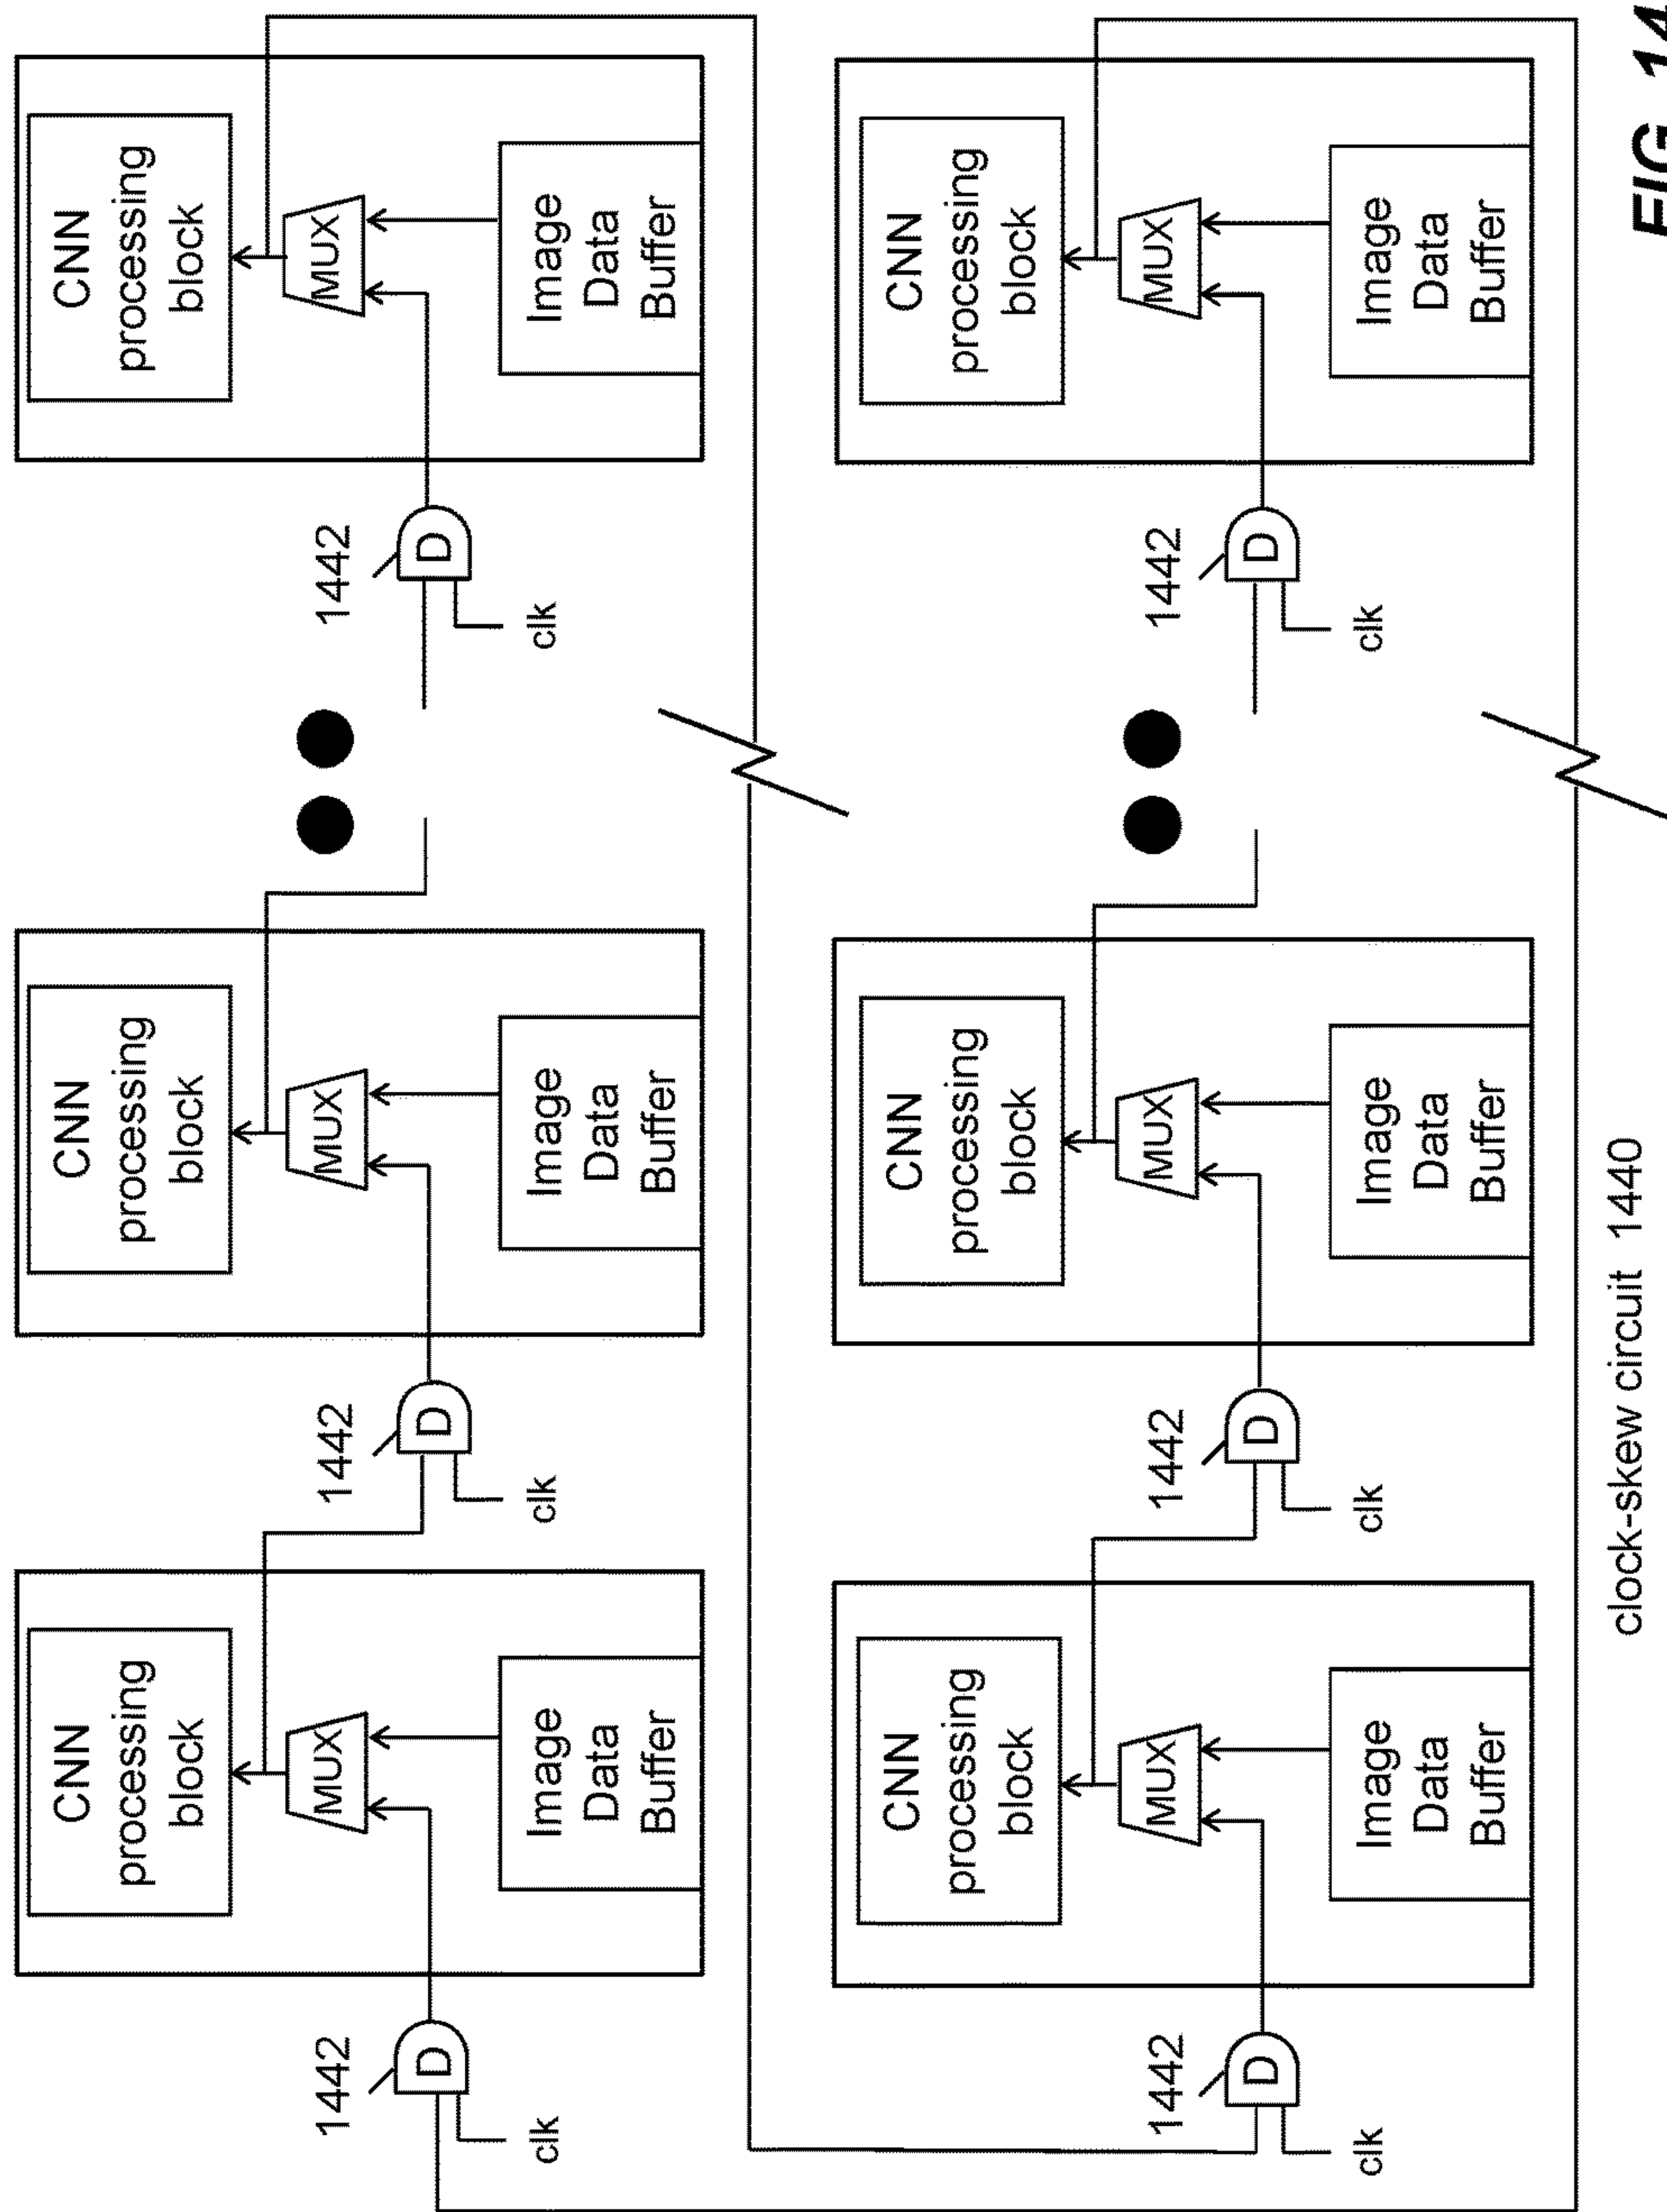 CNN
processing
block
MUX
1442
D
clk
Image
Data
Buffer
CNN
processing
block
MUX
1442
D
clk
Image
Data
Buffer
CNN
processing
block
MUX
1442
D
clk
Image
Data
Buffer
CNN
processing
block
MUX
1442
D
clk
Image
Data
Buffer
CNN
processing
block
MUX
1442
D
clk
Image
Data
Buffer
CNN
processing
block
MUX
1442
D
clk
Image
Data
Buffer
clock-skew circuit 1440
FIG 14